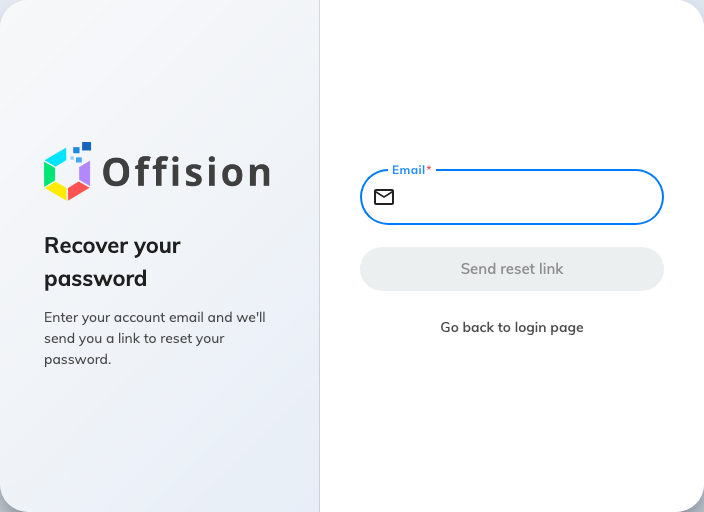 Offision
Recover your
password
Enter your account email and we'll
send you a link to reset your
password.
Email*
Send reset link
Go back to login page